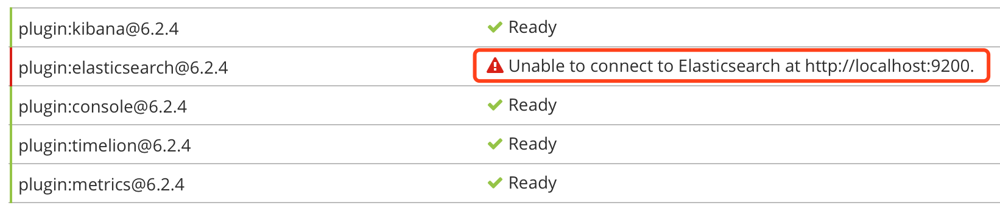 plugin:kibana@6.2.4 Ready
plugin:elasticsearch@6.2.4 Unable to connect to Elasticsearch at http://localhost:9200.
plugin:console@6.2.4 Ready
plugin:timelion@6.2.4 Ready
plugin:metrics@6.2.4 Ready